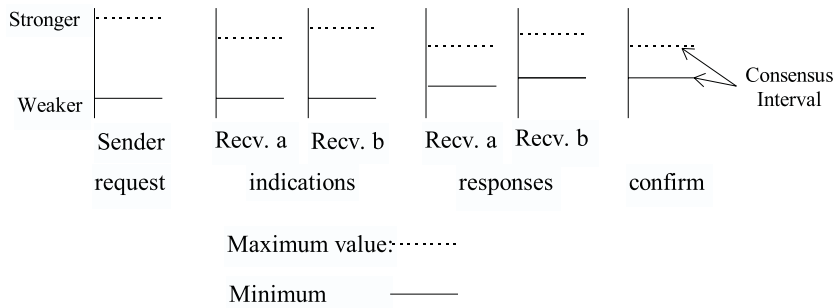 Stronger
Weaker
Consensus
Interval
Sender
Recv. a
Recv. b
Recv. a
Recv. b
request
indications
responses
confirm
Maximum value:
Minimum